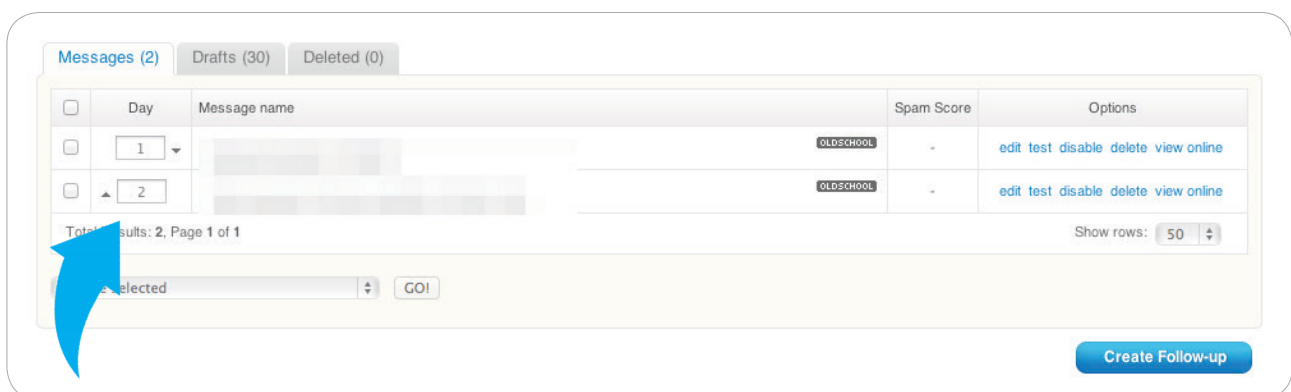 Messages (2) Drafts (30) Deleted (0)
Day Message name Spam Score Options
1 OLDSCHOOL - edit test disable delete view online
2 OLDSCHOOL - edit test disable delete view online
Results: 2, Page 1 of 1 Show rows: 50
selected GO!
Create Follow-up